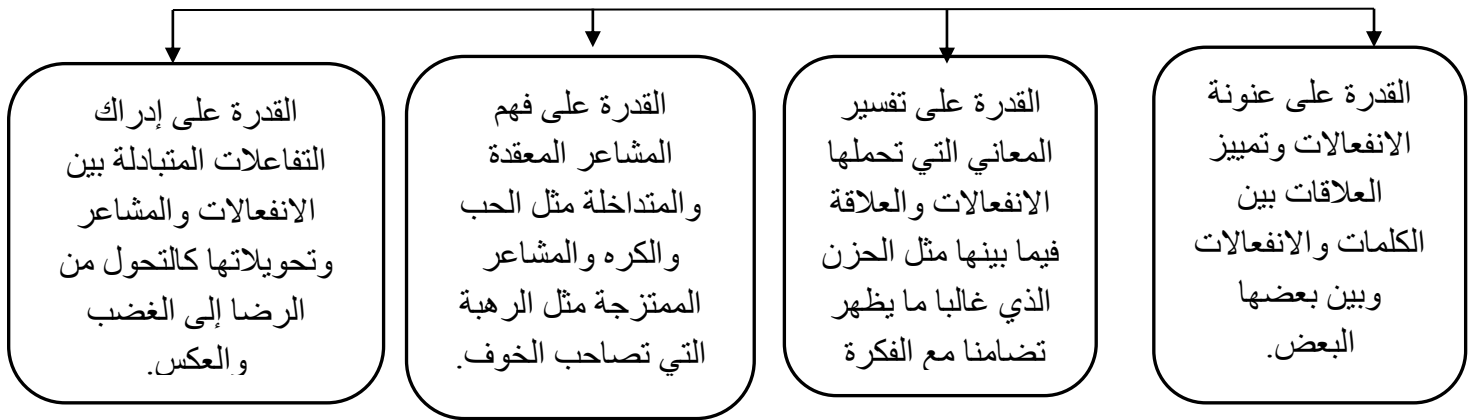 القدرة على عنونة
الانفعالات وتمييز
العلاقات بين
الكلمات والانفعالات
وبين بعضها
البعض.
القدرة على تفسير
المعاني التي تحملها
الانفعالات والعلاقة
فيما بينها مثل الحزن
الذي غالبا ما يظهر
تضامنا مع الفكرة
القدرة على فهم
المشاعر المعقدة
والمتداخلة مثل الحب
والكره والمشاعر
الممتزجة مثل الرهبة
التي تصاحب الخوف.
القدرة على إدراك
التفاعلات المتبادلة بين
الانفعالات والمشاعر
وتحويلاتها كالتحول من
الرضا إلى الغضب
والعكس.